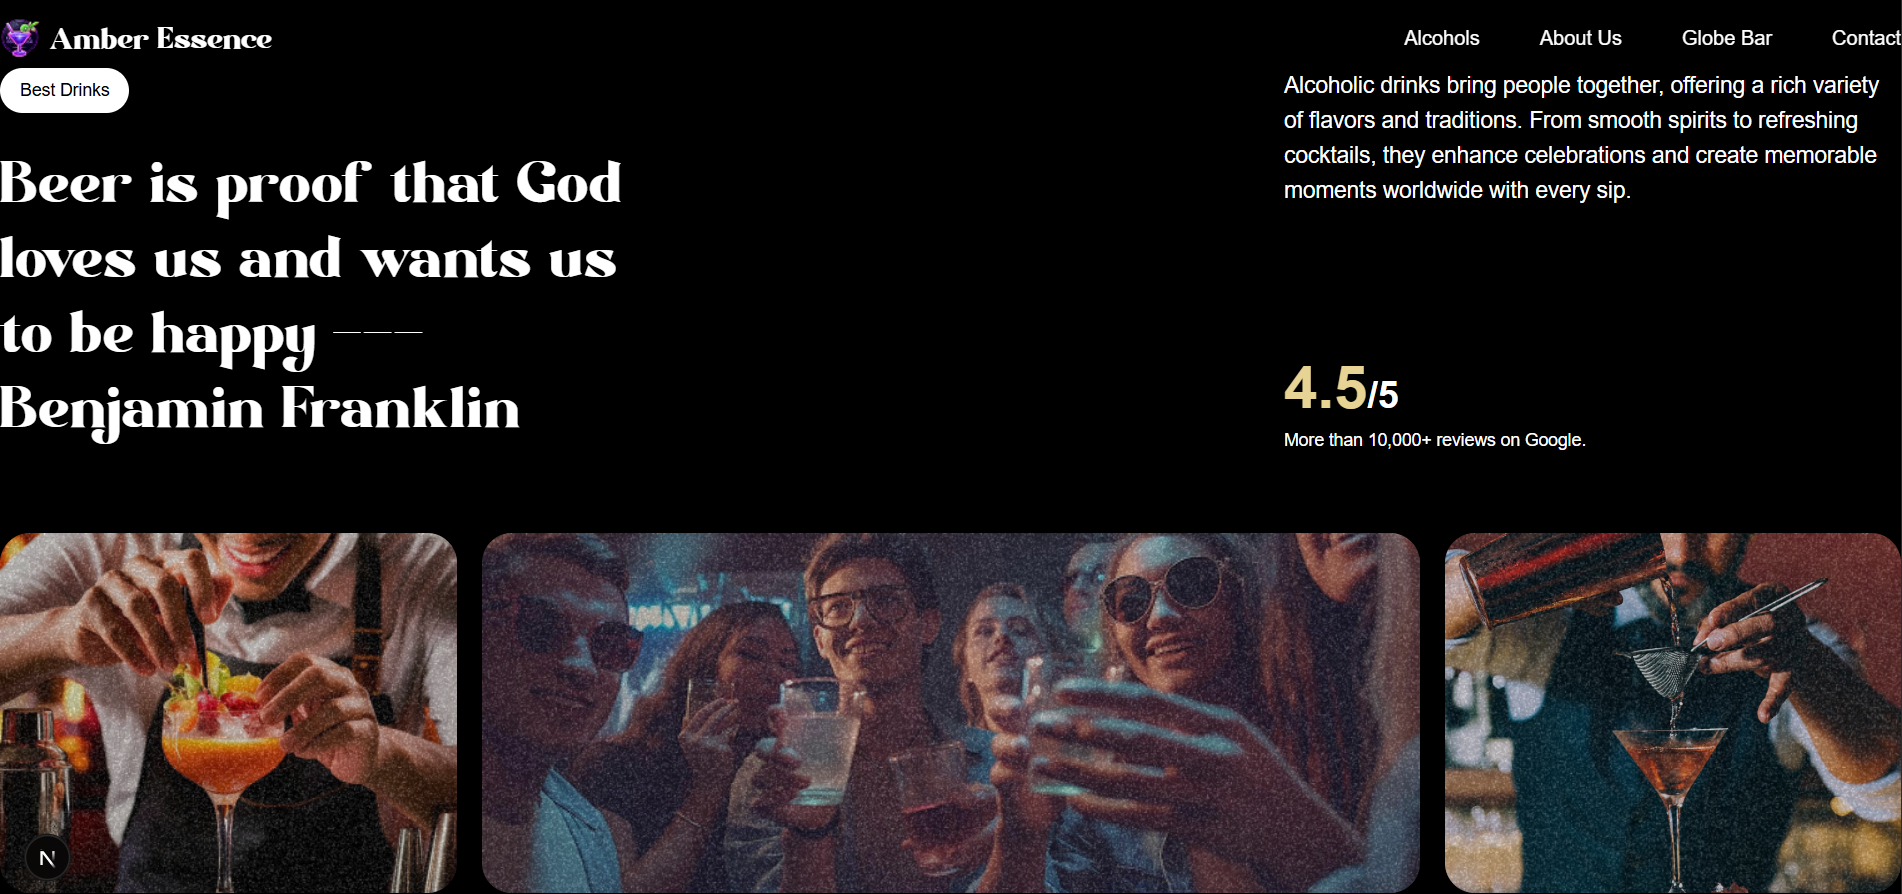 Amber Essence
Alcohols
About Us
Globe Bar
Contact
Best Drinks
Beer is proof that God
loves us and wants us
to be happy ---
Benjamin Franklin
Alcoholic drinks bring people together, offering a rich variety
of flavors and traditions. From smooth spirits to refreshing
cocktails, they enhance celebrations and create memorable
moments worldwide with every sip.
4.5/5
More than 10,000+ reviews on Google.
N